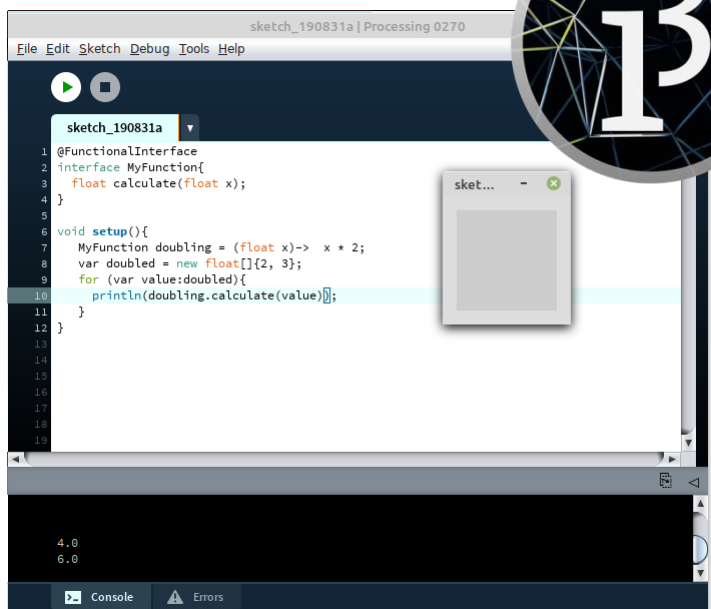 sketch_190831a | Processing 0270
File Edit Sketch Debug Tools Help
sketch_190831a
1 @FunctionalInterface
2 interface MyFunction{
3   float calculate(float x);
4 }
5
6 void setup(){
7    MyFunction doubling = (float x)->  x * 2;
8    var doubled = new float[]{2, 3};
9    for (var value:doubled){
10      println(doubling.calculate(value));
11    }
12 }
13
14
15
16
17
18
19
sket...
4.0
6.0
Console
Errors